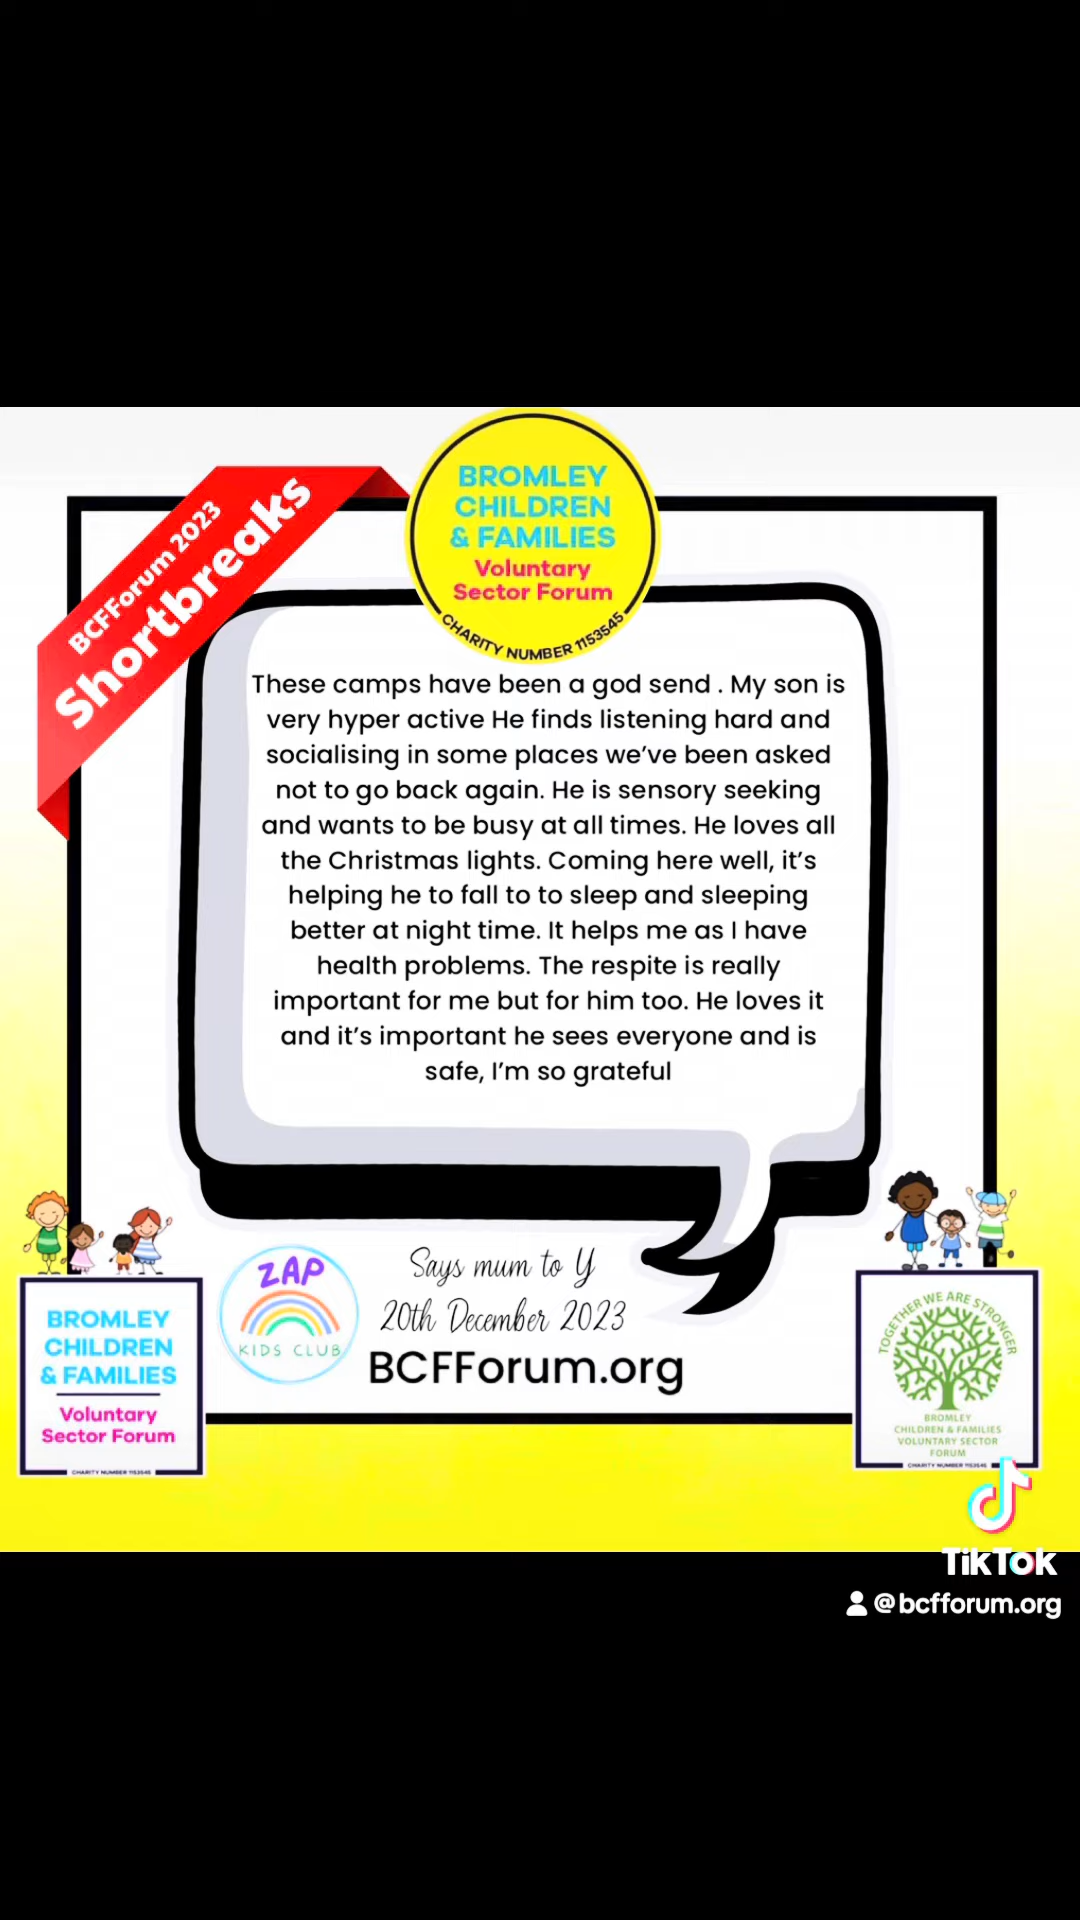 BROMLEY
CHILDREN
& FAMILIES
Voluntary
Sector Forum
CHARITY NUMBER 1153545
BCFForum 2023
Shortbreaks
These camps have been a god send . My son is
very hyper active He finds listening hard and
socialising in some places we've been asked
not to go back again. He is sensory seeking
and wants to be busy at all times. He loves all
the Christmas lights. Coming here well, it's
helping he to fall to to sleep and sleeping
better at night time. It helps me as I have
health problems. The respite is really
important for me but for him too. He loves it
and it's important he sees everyone and is
safe, I'm so grateful
Says mum to Y
20th December 2023
BCFForum.org
ZAP
KIDS CLUB
BROMLEY
CHILDREN
& FAMILIES
Voluntary
Sector Forum
CHARITY NUMBER 1153545
TOGETHER WE ARE STRONGER
BROMLEY
CHILDREN & FAMILIES
VOLUNTARY SECTOR
FORUM
CHARITY NUMBER 1153545
TikTok
@bcfforum.org